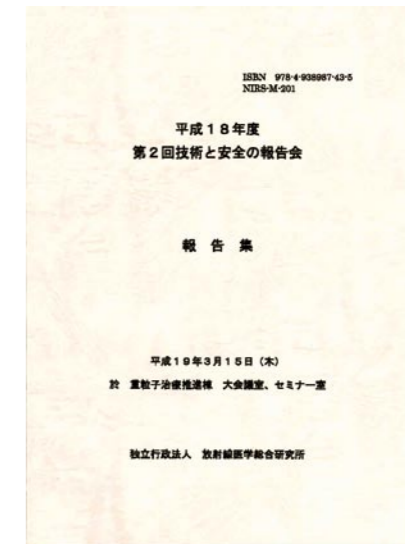 ISBN 978-4-938987-43-5
NIRS-M-201
平成18年度
第2回技術と安全の報告会
報 告 集
平成19年3月15日（木）
於 重粒子治療推進棟 大会議室、セミナー室
独立行政法人 放射線医学総合研究所